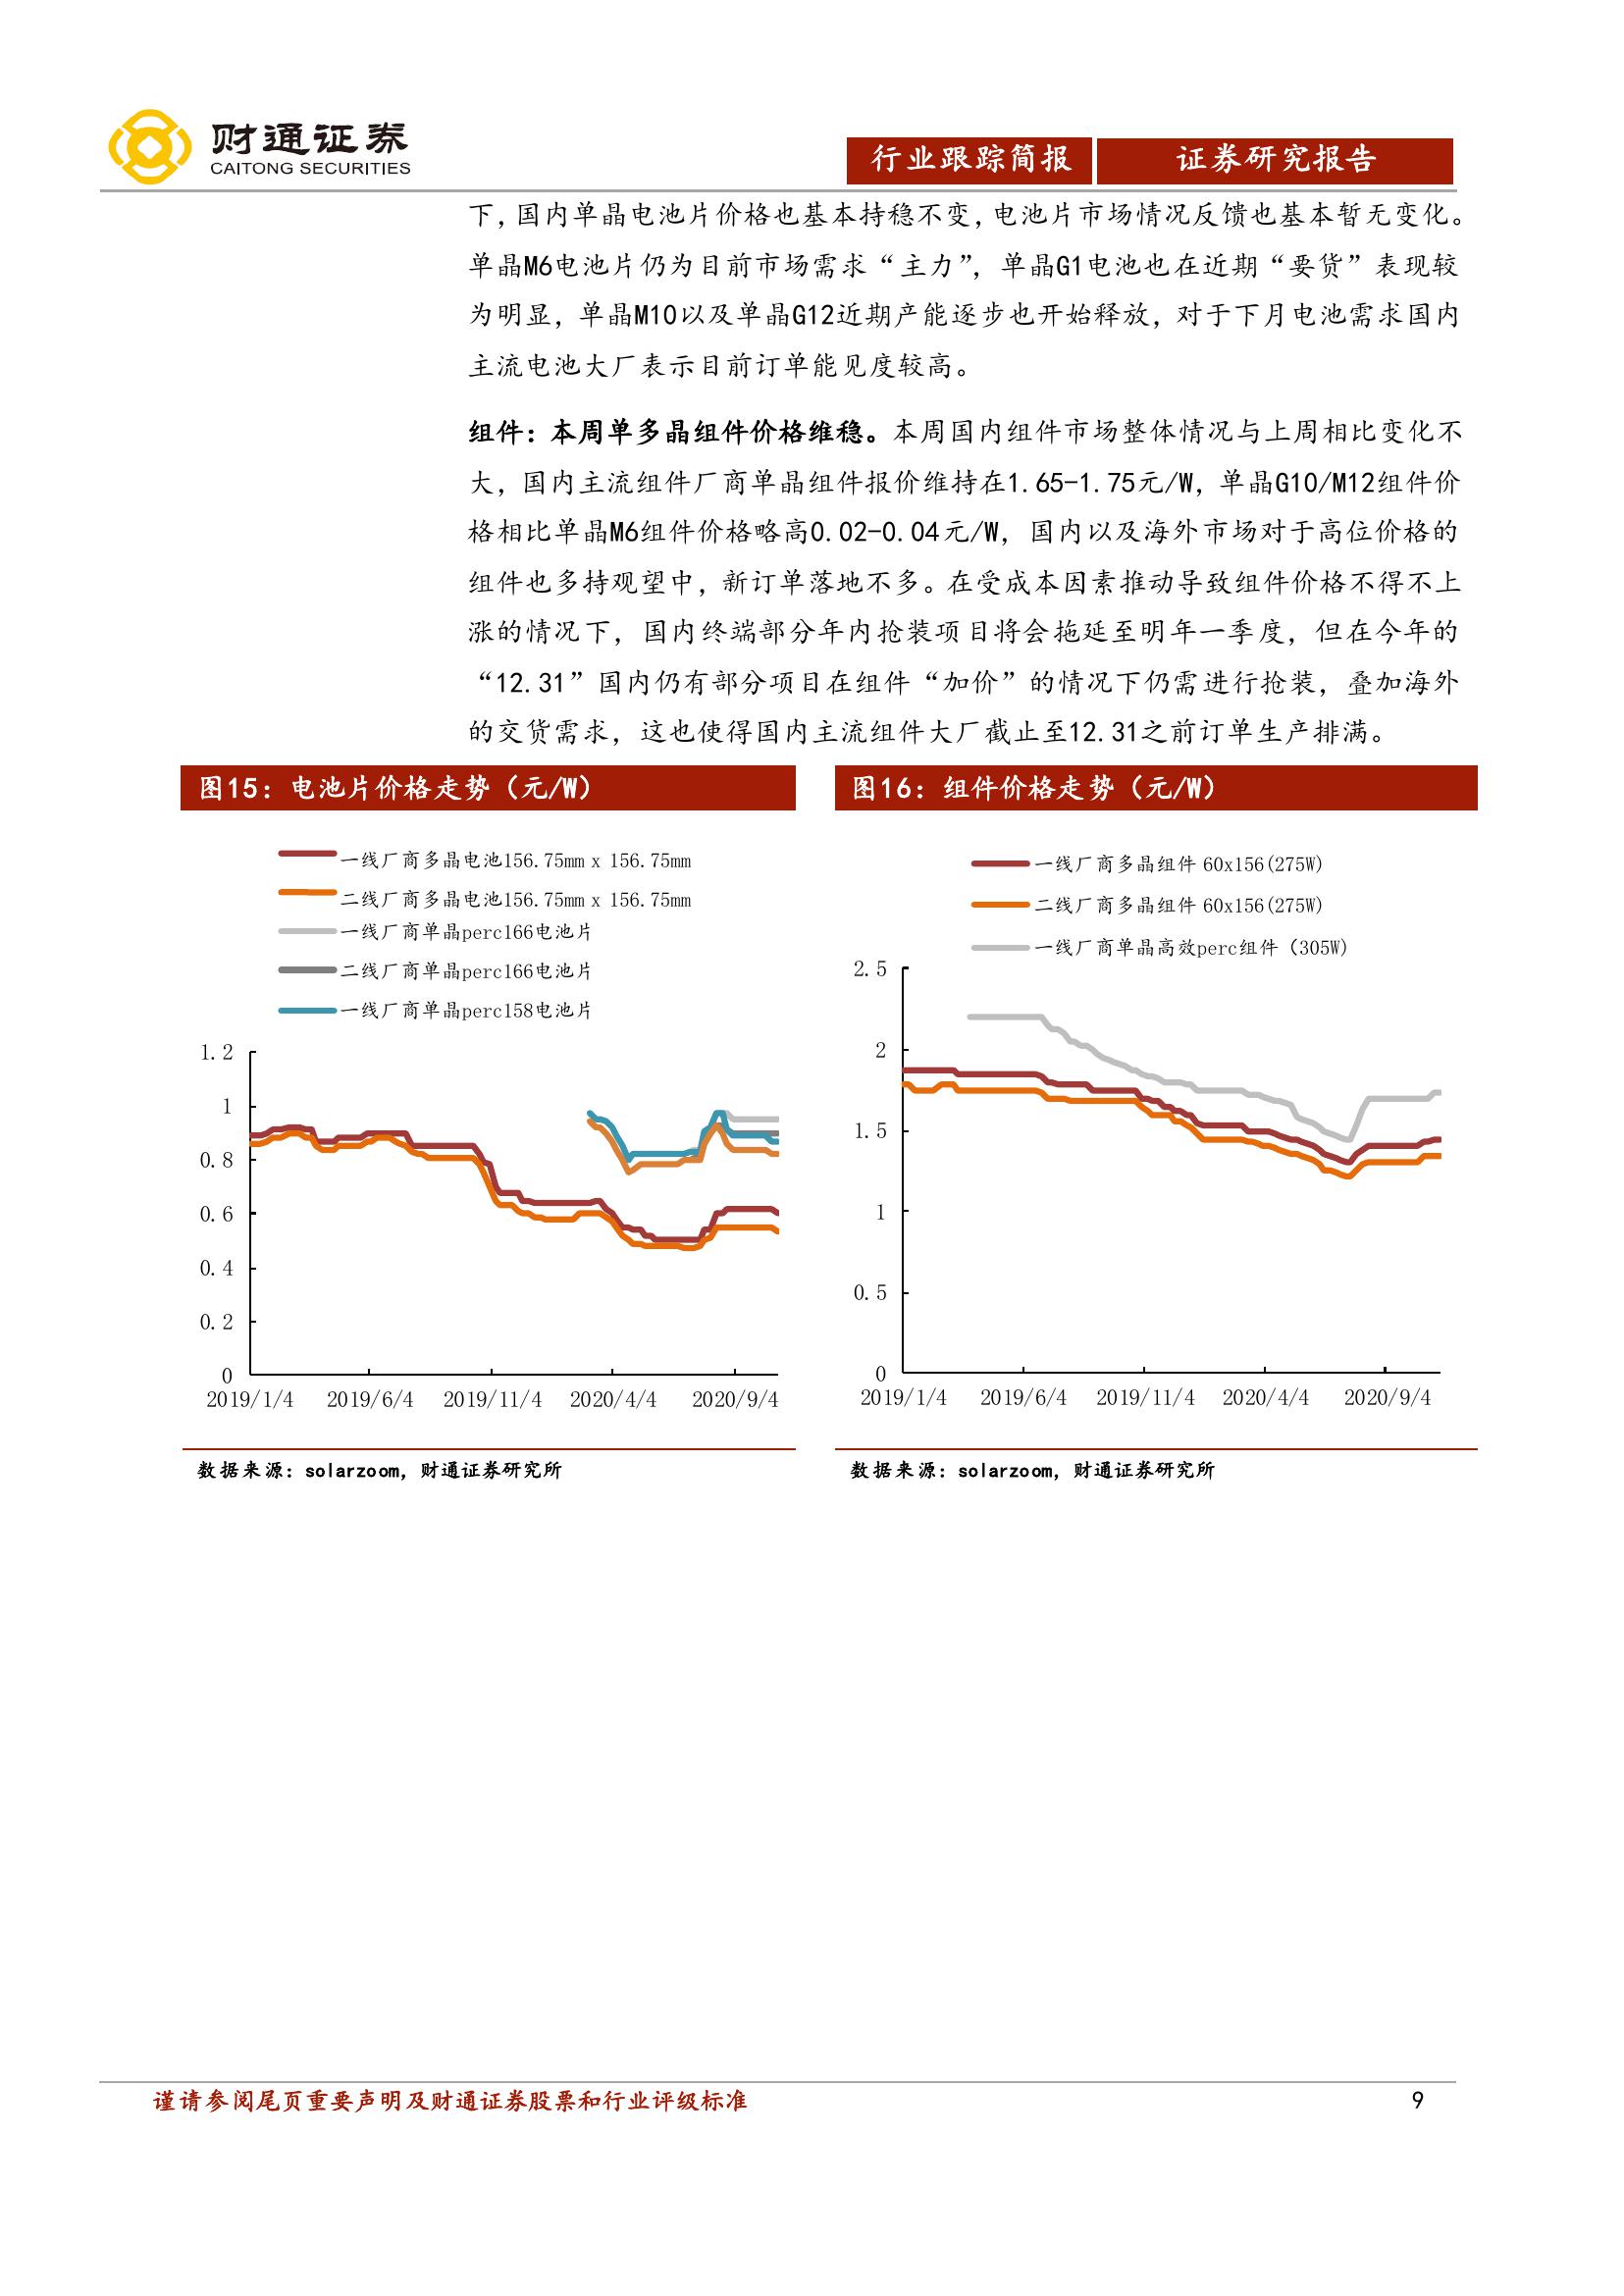 财通证券
CAITONG SECURITIES
行业跟踪简报
证券研究报告
下，国内单晶电池片价格也基本持稳不变，电池片市场情况反馈也基本暂无变化。
单晶M6电池片仍为目前市场需求“主力”，单晶G1电池也在近期“要货”表现较
为明显，单晶M10以及单晶G12近期产能逐步也开始释放，对于下月电池需求国内
主流电池大厂表示目前订单能见度较高。
组件：本周单多晶组件价格维稳。本周国内组件市场整体情况与上周相比变化不
大，国内主流组件厂商单晶组件报价维持在1.65-1.75元/W，单晶G10/M12组件价
格相比单晶M6组件价格略高0.02-0.04元/W，国内以及海外市场对于高位价格的
组件也多持观望中，新订单落地不多。在受成本因素推动导致组件价格不得不上
涨的情况下，国内终端部分年内抢装项目将会拖延至明年一季度，但在今年的
“12.31”国内仍有部分项目在组件“加价”的情况下仍需进行抢装，叠加海外
的交货需求，这也使得国内主流组件大厂截止至12.31之前订单生产排满。
图15：电池片价格走势（元/W）
一线厂商多晶电池156.75mm x 156.75mm
二线厂商多晶电池156.75mm x 156.75mm
一线厂商单晶perc166电池片
二线厂商单晶perc166电池片
一线厂商单晶perc158电池片
1.2
1
0.8
0.6
0.4
0.2
0
2019/1/4 2019/6/4 2019/11/4 2020/4/4 2020/9/4
数据来源：solarzoom，财通证券研究所
图16：组件价格走势（元/W）
一线厂商多晶组件 60x156(275W)
二线厂商多晶组件 60x156(275W)
一线厂商单晶高效perc组件（305W)
2.5
2
1.5
1
0.5
0
2019/1/4 2019/6/4 2019/11/4 2020/4/4 2020/9/4
数据来源：solarzoom，财通证券研究所
谨请参阅尾页重要声明及财通证券股票和行业评级标准
9